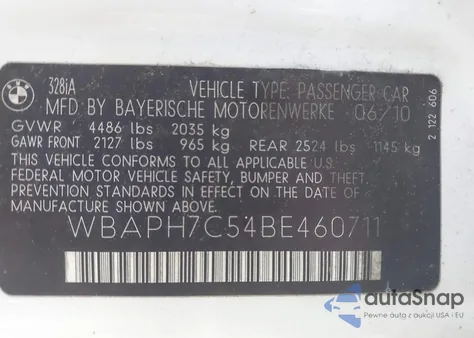 BMW
328iA
VEHICLE TYPE: PASSENGER CAR
MFD BY BAYERISCHE MOTORENWERKE 06/10
GVWR 4486 lbs 2035 kg
GAWR FRONT 2127 lbs 965 kg REAR 2524 lbs 1145 kg
THIS VEHICLE CONFORMS TO ALL APPLICABLE U.S.
FEDERAL MOTOR VEHICLE SAFETY, BUMPER AND THEFT
PREVENTION STANDARDS IN EFFECT ON THE DATE OF
MANUFACTURE SHOWN ABOVE.
WBAPH7C54BE460711
2 122 606
autoSnap
Pewne auta z aukcji USA i EU